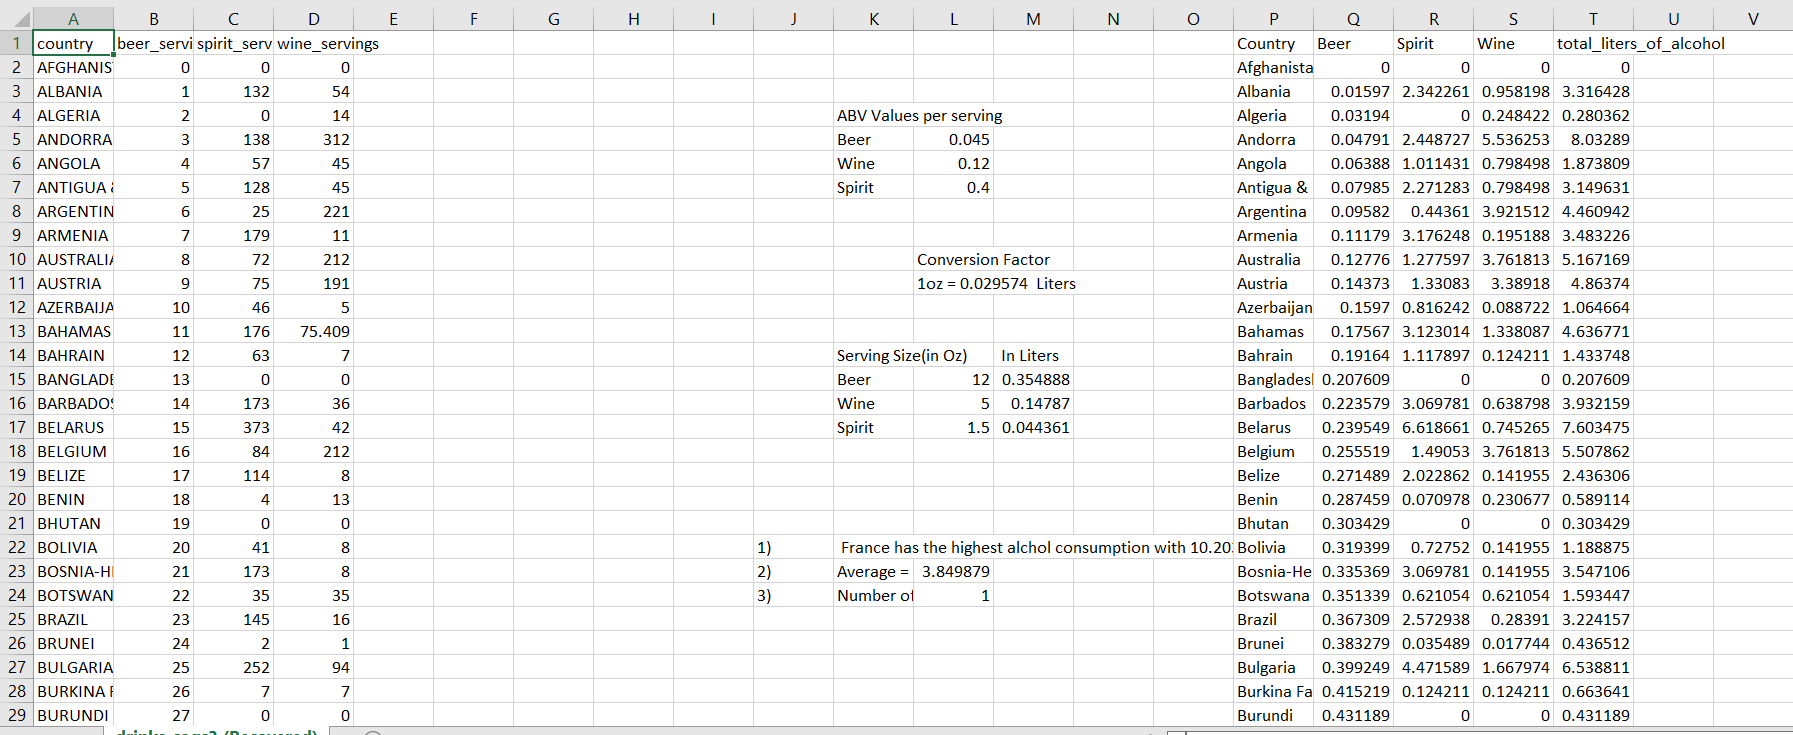 A B C D E F G H I J K L M N O P Q R S T U V
1 country beer_servi spirit_serv wine_servings Country Beer Spirit Wine total_liters_of_alcohol
2 AFGHANIS 0 0 0 Afghanista 0 0 0 0
3 ALBANIA 1 132 54 Albania 0.01597 2.342261 0.958198 3.316428
4 ALGERIA 2 0 14 ABV Values per serving Algeria 0.03194 0 0.248422 0.280362
5 ANDORRA 3 138 312 Beer 0.045 Andorra 0.04791 2.448727 5.536253 8.03289
6 ANGOLA 4 57 45 Wine 0.12 Angola 0.06388 1.011431 0.798498 1.873809
7 ANTIGUA & 5 128 45 Spirit 0.4 Antigua & 0.07985 2.271283 0.798498 3.149631
8 ARGENTIN 6 25 221 Argentina 0.09582 0.44361 3.921512 4.460942
9 ARMENIA 7 179 11 Armenia 0.11179 3.176248 0.195188 3.483226
10 AUSTRALIA 8 72 212 Conversion Factor Australia 0.12776 1.277597 3.761813 5.167169
11 AUSTRIA 9 75 191 1oz = 0.029574 Liters Austria 0.14373 1.33083 3.38918 4.86374
12 AZERBAIJA 10 46 5 Azerbaijan 0.1597 0.816242 0.088722 1.064664
13 BAHAMAS 11 176 75.409 Bahamas 0.17567 3.123014 1.338087 4.636771
14 BAHRAIN 12 63 7 Serving Size(in Oz) In Liters Bahrain 0.19164 1.117897 0.124211 1.433748
15 BANGLADE 13 0 0 Beer 12 0.354888 Banglades 0.207609 0 0 0.207609
16 BARBADOS 14 173 36 Wine 5 0.14787 Barbados 0.223579 3.069781 0.638798 3.932159
17 BELARUS 15 373 42 Spirit 1.5 0.044361 Belarus 0.239549 6.618661 0.745265 7.603475
18 BELGIUM 16 84 212 Belgium 0.255519 1.49053 3.761813 5.507862
19 BELIZE 17 114 8 Belize 0.271489 2.022862 0.141955 2.436306
20 BENIN 18 4 13 Benin 0.287459 0.070978 0.230677 0.589114
21 BHUTAN 19 0 0 Bhutan 0.303429 0 0 0.303429
22 BOLIVIA 20 41 8 1) France has the highest alchol consumption with 10.20 Bolivia 0.319399 0.72752 0.141955 1.188875
23 BOSNIA-H 21 173 8 2) Average = 3.849879 Bosnia-He 0.335369 3.069781 0.141955 3.547106
24 BOTSWAN 22 35 35 3) Number of 1 Botswana 0.351339 0.621054 0.621054 1.593447
25 BRAZIL 23 145 16 Brazil 0.367309 2.572938 0.28391 3.224157
26 BRUNEI 24 2 1 Brunei 0.383279 0.035489 0.017744 0.436512
27 BULGARIA 25 252 94 Bulgaria 0.399249 4.471589 1.667974 6.538811
28 BURKINA F 26 7 7 Burkina Fa 0.415219 0.124211 0.124211 0.663641
29 BURUNDI 27 0 0 Burundi 0.431189 0 0 0.431189